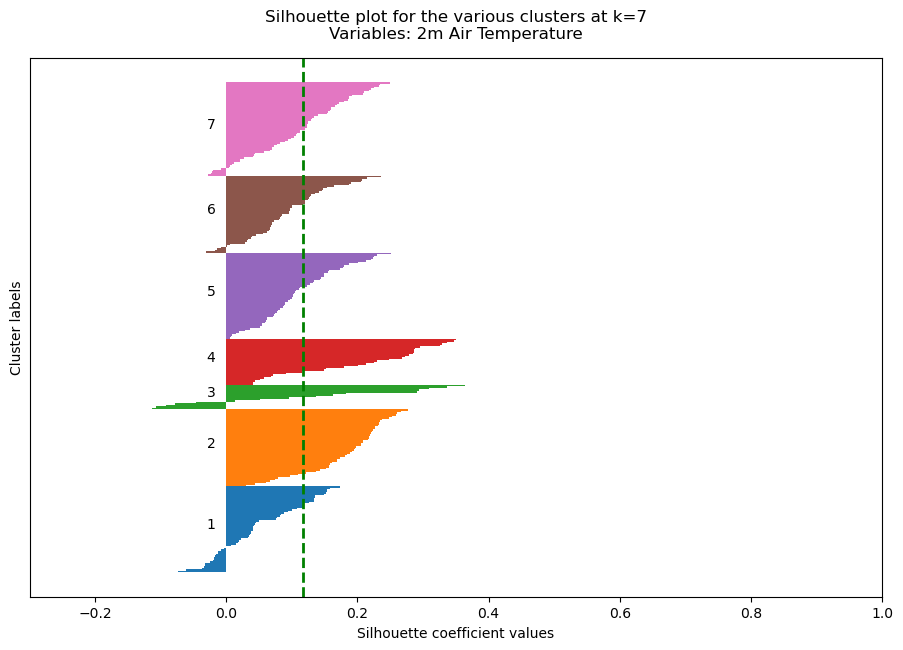 Silhouette plot for the various clusters at k=7
Variables: 2m Air Temperature
Cluster labels
7
6
5
4
3
2
1
−0.2 0.0 0.2 0.4 0.6 0.8 1.0
Silhouette coefficient values